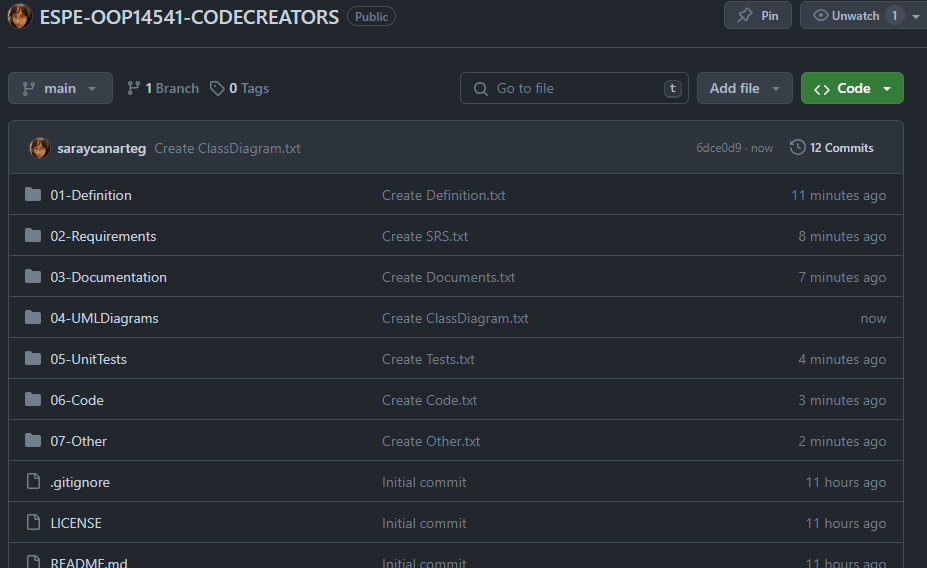 ESPE-OOP14541-CODECREATORS Public Pin Unwatch 1
main 1 Branch 0 Tags Go to file t Add file Code
saraycanarteg Create ClassDiagram.txt 6dce0d9 · now 12 Commits
01-Definition Create Definition.txt 11 minutes ago
02-Requirements Create SRS.txt 8 minutes ago
03-Documentation Create Documents.txt 7 minutes ago
04-UMLDiagrams Create ClassDiagram.txt now
05-UnitTests Create Tests.txt 4 minutes ago
06-Code Create Code.txt 3 minutes ago
07-Other Create Other.txt 2 minutes ago
.gitignore Initial commit 11 hours ago
LICENSE Initial commit 11 hours ago
README.md Initial commit 11 hours ago